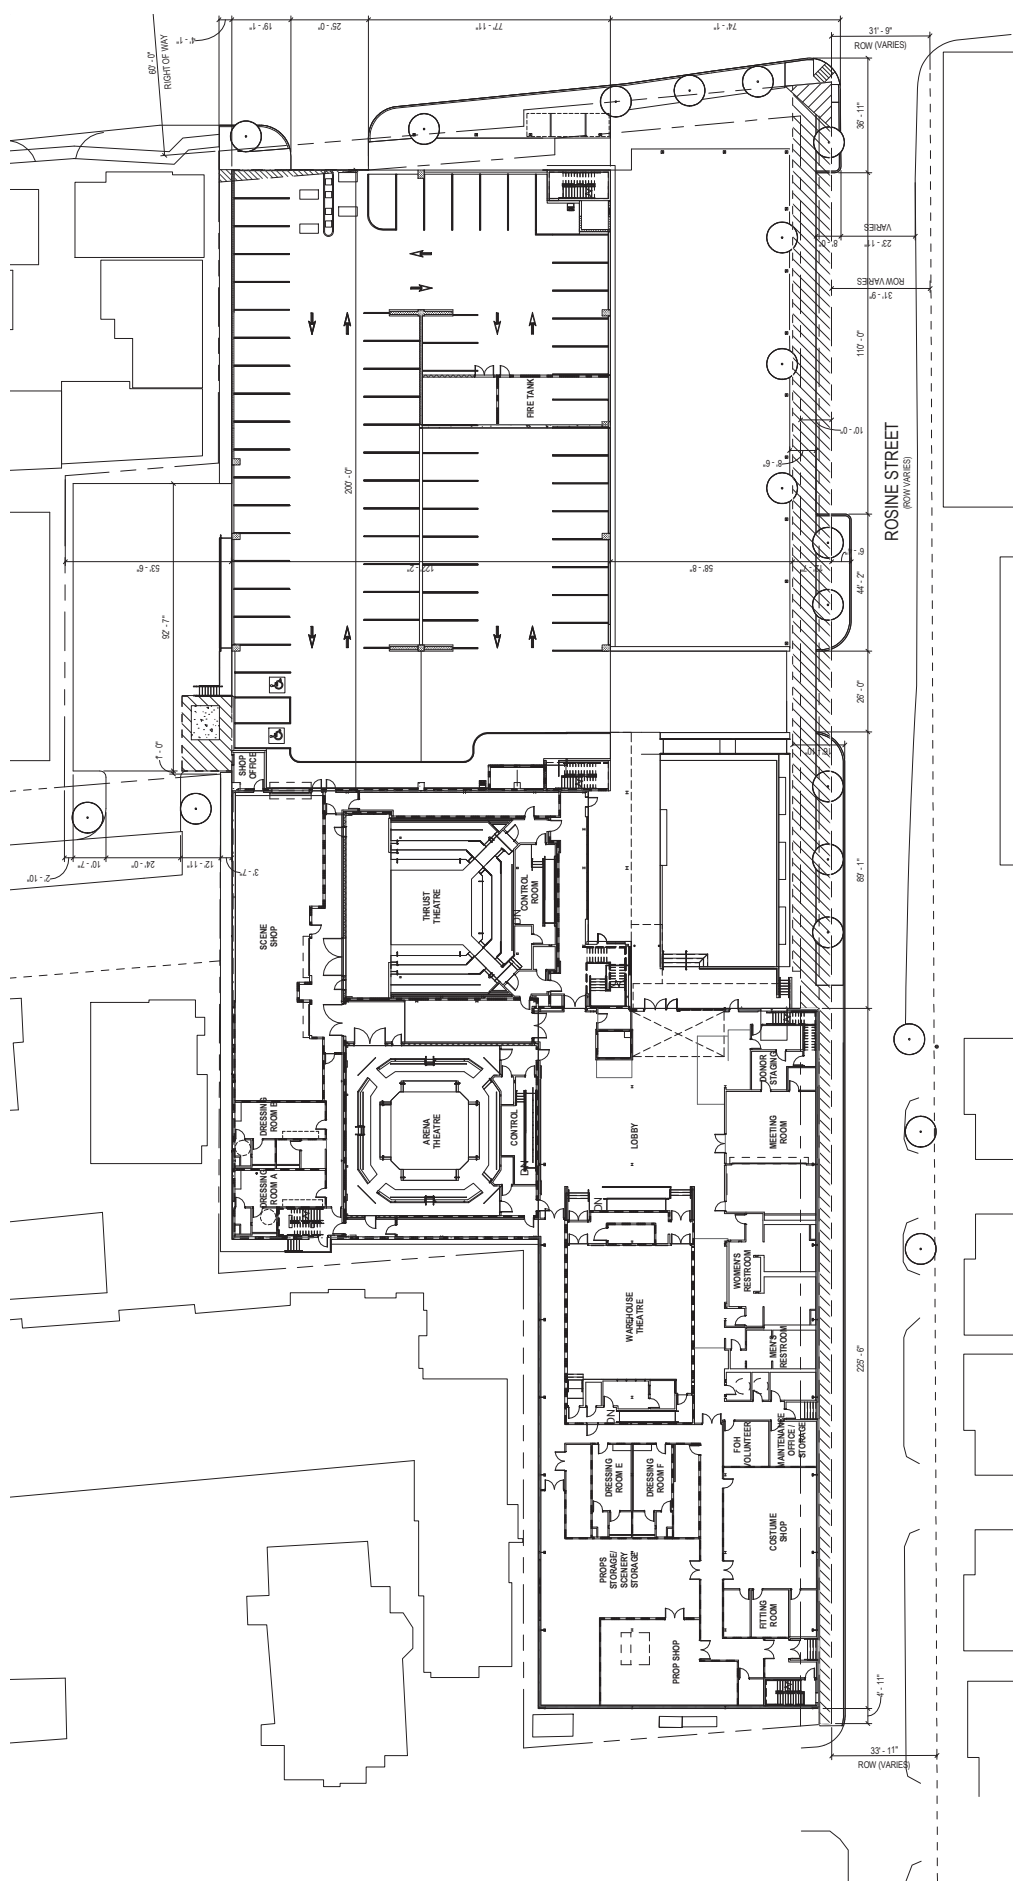 4' - 1"
19' - 1"
25' - 0"
77' - 11"
74' - 1"
31' - 9"
ROW (VARIES)
60' - 0"
RIGHT OF WAY
36' - 11"
VARIES
23' - 11"
8' - 0"
ROW VARIES
31' - 9"
110' - 0"
FIRE TANK
10' - 0"
8' - 6"
ROSINE STREET
(ROW VARIES)
200' - 0"
53' - 6"
58' - 8"
44' - 2"
92' - 7"
26' - 0"
1' - 0"
SHOP
OFFICE
2' - 10"
10' - 7"
24' - 0"
12' - 11"
3' - 7"
89' - 1"
SCENE
SHOP
THRUST
THEATRE
CONTROL
ROOM
DN
DRESSING
ROOM B
ARENA
THEATRE
CONTROL
DN
LOBBY
DONOR
STAGING
MEETING
ROOM
DRESSING
ROOM A
DN
WAREHOUSE
THEATRE
WOMEN'S
RESTROOM
MEN'S
RESTROOM
225' - 6"
DN
FOH
VOLUNTEER
MAINTENANCE
OFFICE /
STORAGE
DRESSING
ROOM E
DRESSING
ROOM F
COSTUME
SHOP
PROPS
STORAGE/
SCENERY
STORAGE
FITTING
ROOM
PROP SHOP
4' - 11"
33' - 11"
ROW (VARIES)